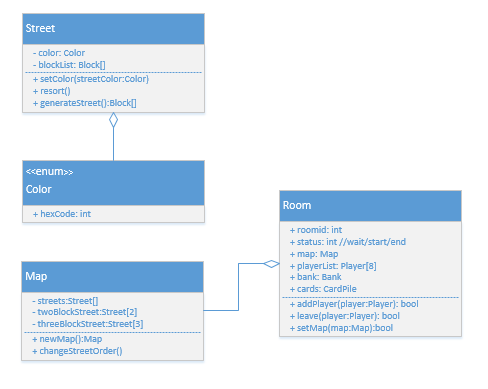 Street
- color: Color
- blockList: Block[]
+ setColor(streetColor:Color)
+ resort()
+ generateStreet():Block[]
<<enum>>
Color
+ hexCode: int
Map
- streets:Street[]
- twoBlockStreet:Street[2]
- threeBlockStreet:Street[3]
+ newMap():Map
+ changeStreetOrder()
Room
+ roomid: int
+ status: int //wait/start/end
+ map: Map
+ playerList: Player[8]
+ bank: Bank
+ cards: CardPile
+ addPlayer(player:Player): bool
+ leave(player:Player): bool
+ setMap(map:Map):bool